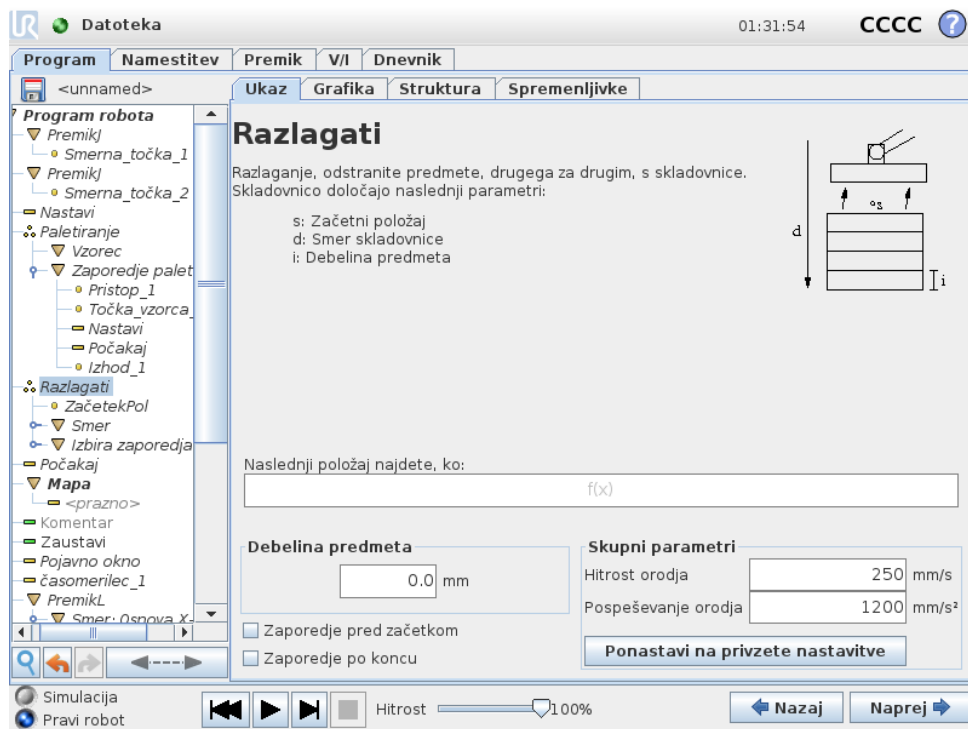 UR Datoteka 01:31:54 CCCC ?
Program Namestitev Premik V/I Dnevnik
<unnamed>
Ukaz Grafika Struktura Spremenljivke
Program robota
PremikJ
Smerna_točka_1
PremikJ
Smerna_točka_2
Nastavi
Paletiranje
Vzorec
Zaporedje palet
Pristop_1
Točka_vzorca_
Nastavi
Počakaj
Izhod_1
Razlagati
ZačetekPol
Smer
Izbira zaporedja
Počakaj
Mapa
<prazno>
Komentar
Zaustavi
Pojavno okno
časomerilec_1
PremikL
Smer: Osnova X-
Razlagati
Razlaganje, odstranite predmete, drugega za drugim, s skladovnice.
Skladovnico določajo naslednji parametri:
s: Začetni položaj
d: Smer skladovnice
i: Debelina predmeta
d
s
i
Naslednji položaj najdete, ko:
f(x)
Debelina predmeta
0.0 mm
Zaporedje pred začetkom
Zaporedje po koncu
Skupni parametri
Hitrost orodja 250 mm/s
Pospeševanje orodja 1200 mm/s²
Ponastavi na privzete nastavitve
Simulacija
Pravi robot
Hitrost 100%
Nazaj Naprej